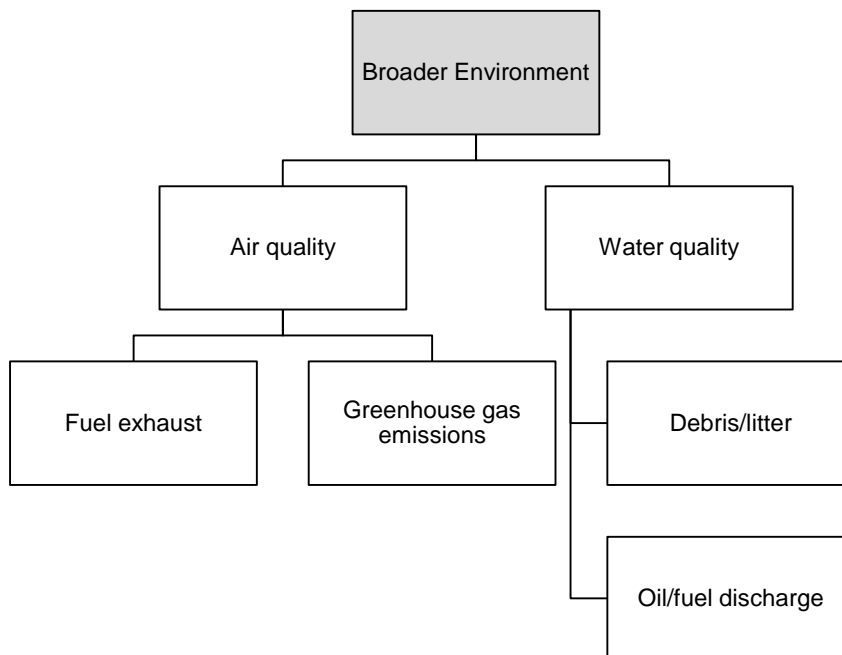 Broader Environment
Air quality
Water quality
Fuel exhaust
Greenhouse gas
emissions
Debris/litter
Oil/fuel discharge